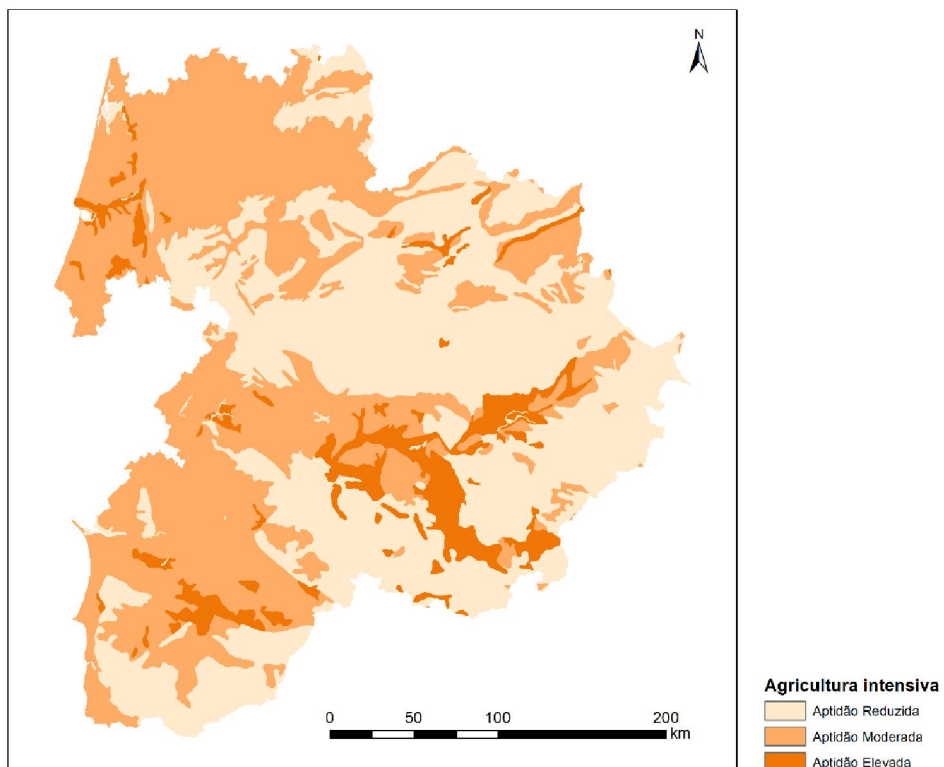 N
0 50 100 200
km
Agricultura intensiva
Aptidão Reduzida
Aptidão Moderada
Aptidão Elevada